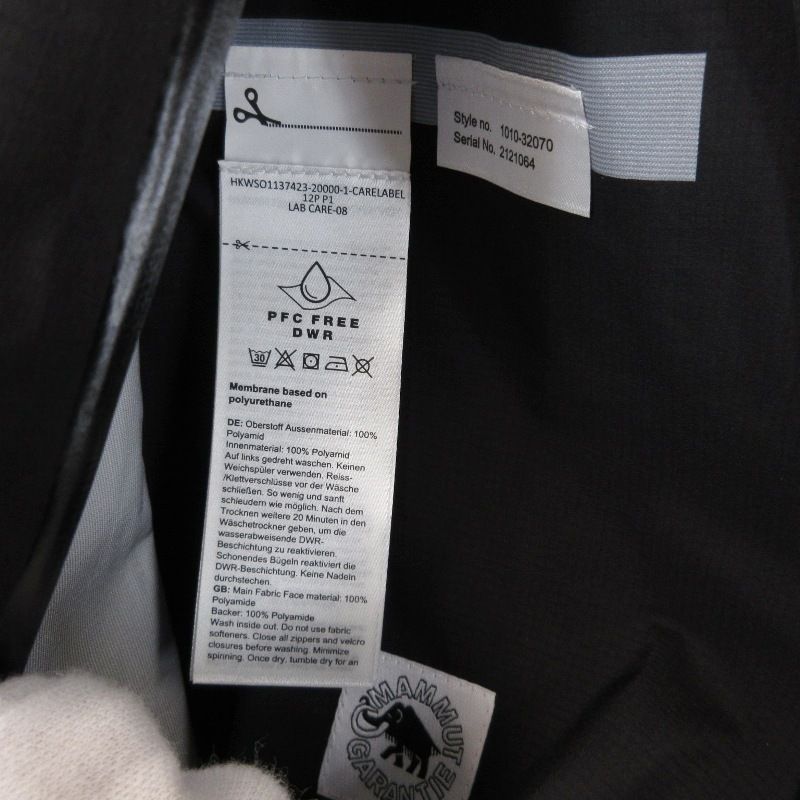 Style no. 1010-32070
Serial No. 2121064
HKWSO1137423-20000-1-CARELABEL
12P P1
LAB CARE-08
PFC FREE
DWR
30
Membrane based on
polyurethane
DE: Oberstoff Aussenmaterial: 100%
Polyamid
Innenmaterial: 100% Polyamid
Auf links gedreht waschen. Keinen
Weichspüler verwenden. Reiss-
/Klettverschlüsse vor der Wäsche
schließen. So wenig und sanft
schleudern wie möglich. Nach dem
Trocknen weitere 20 Minuten in den
Wäschetrockner geben, um die
wasserabweisende DWR-
Beschichtung zu reaktivieren.
Schonendes Bügeln reaktiviert die
DWR-Beschichtung. Keine Nadeln
durchstechen.
GB: Main Fabric Face material: 100%
Polyamide
Backer: 100% Polyamide
Wash inside out. Do not use fabric
softeners. Close all zippers and velcro
closures before washing. Minimize
spinning. Once dry, tumble dry for an
MAMMUT
GARANTIE